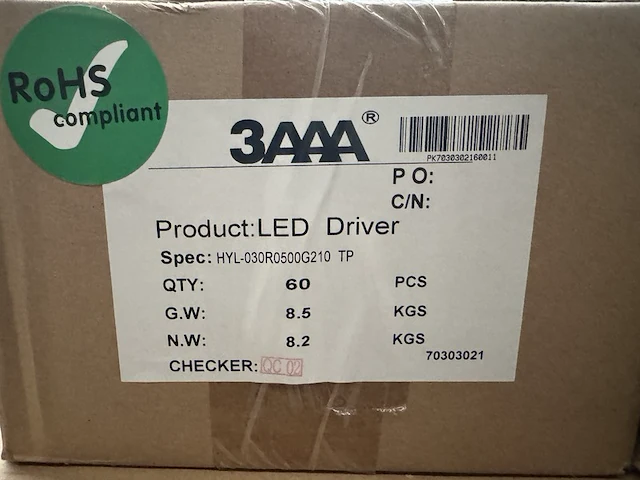 RoHS
compliant
3AAA®
PK7030302160011
P O:
C/N:
Product:LED Driver
Spec: HYL-030R0500G210 TP
QTY: 60 PCS
G.W: 8.5 KGS
N.W: 8.2 KGS
70303021
CHECKER: QC 02